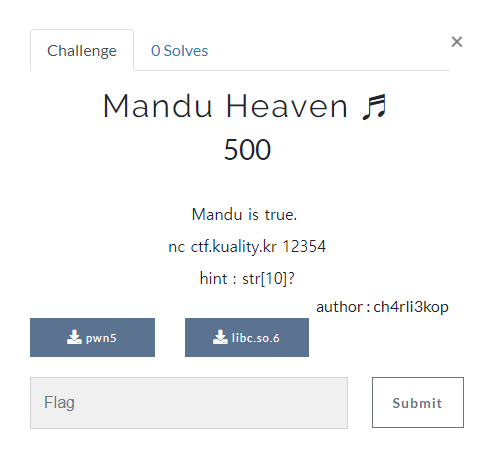 Challenge
0 Solves
×
Mandu Heaven ♬
500
Mandu is true.
nc ctf.kuality.kr 12354
hint : str[10]?
author : ch4rli3kop
pwn5
libc.so.6
Flag
Submit